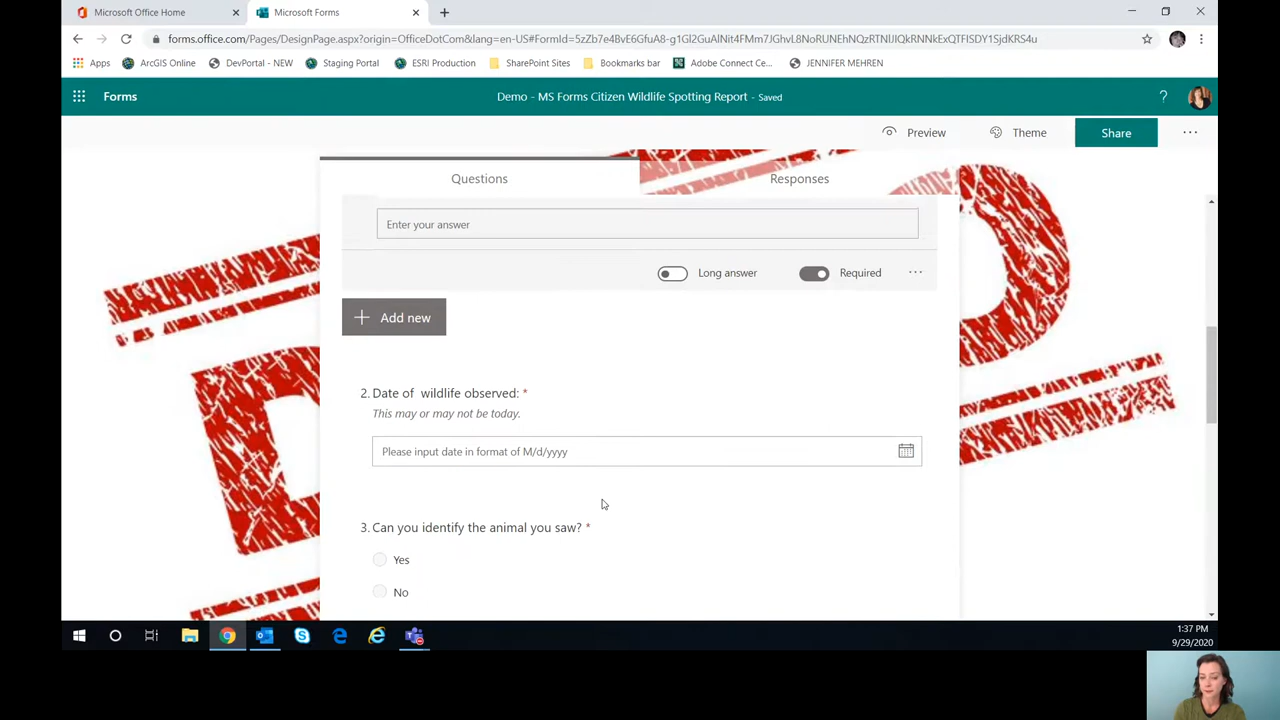 Microsoft Office Home
Microsoft Forms
forms.office.com/Pages/DesignPage.aspx?origin=OfficeDotCom&lang=en-US#FormId=
Apps
ArcGIS Online
DevPortal - NEW
Staging Portal
ESRI Production
SharePoint Sites
Bookmarks bar
Adobe Connect Ce...
JENNIFER MEHREN
Forms
Demo - MS Forms Citizen Wildlife Spotting Report - Saved
?
Preview
Theme
Share
Questions
Responses
Enter your answer
Long answer
Required
Add new
2. Date of wildlife observed: *
This may or may not be today.
Please input date in format of M/d/yyyy
3. Can you identify the animal you saw? *
Yes
No
1:37 PM
9/29/2020